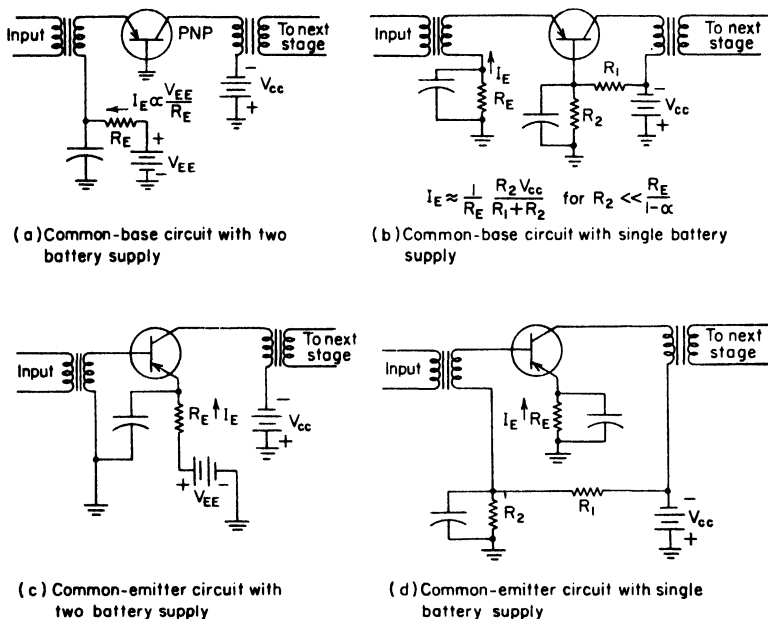 Input
PNP
To next
stage
I_E ∝ V_EE/R_E
R_E
+
V_EE
-
-
V_cc
+
(a) Common-base circuit with two
battery supply
Input
To next
stage
I_E
R_E
R_1
R_2
-
V_cc
+
I_E ≈ 1/R_E R_2 V_cc/R_1+R_2 for R_2 << R_E/1-α
(b) Common-base circuit with single battery
supply
Input
To next
stage
R_E
I_E
-
V_cc
+
+
V_EE
-
(c) Common-emitter circuit with
two battery supply
Input
To next
stage
I_E
R_E
R_2
R_1
-
V_cc
+
(d) Common-emitter circuit with single
battery supply